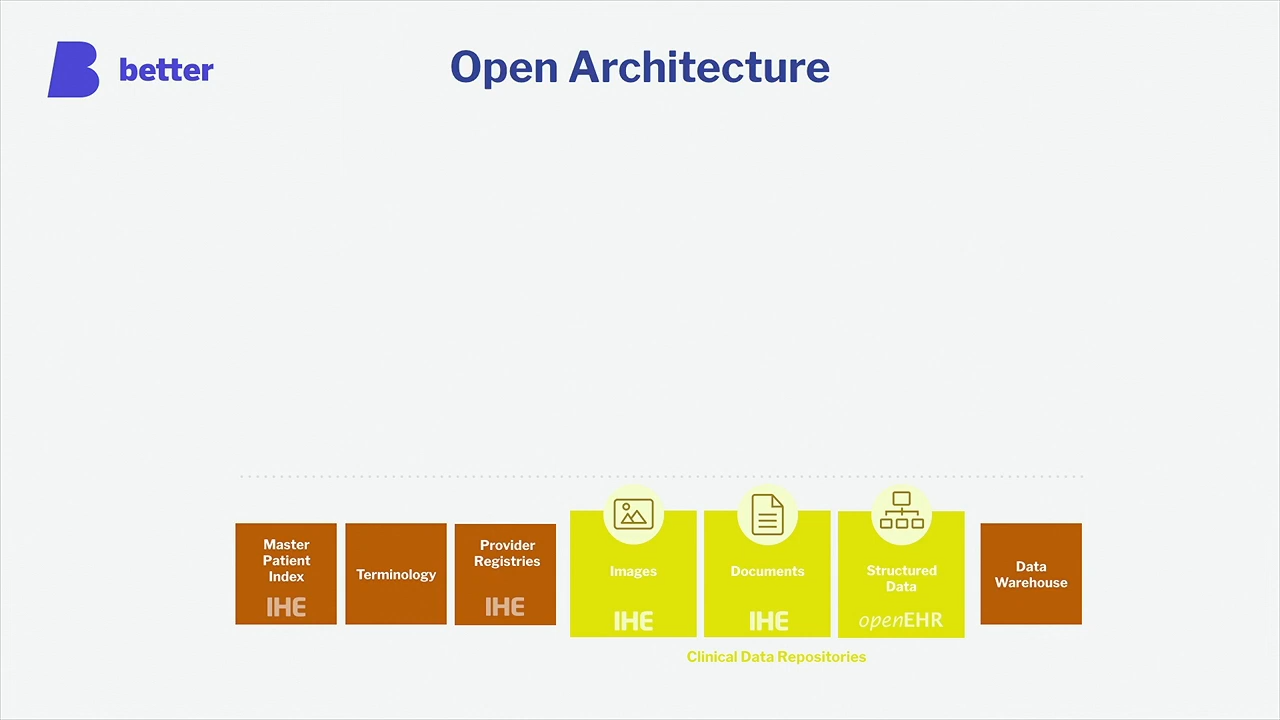 better
Open Architecture
Master
Patient
Index
IHE
Terminology
Provider
Registries
IHE
Images
IHE
Documents
IHE
Structured
Data
openEHR
Data
Warehouse
Clinical Data Repositories